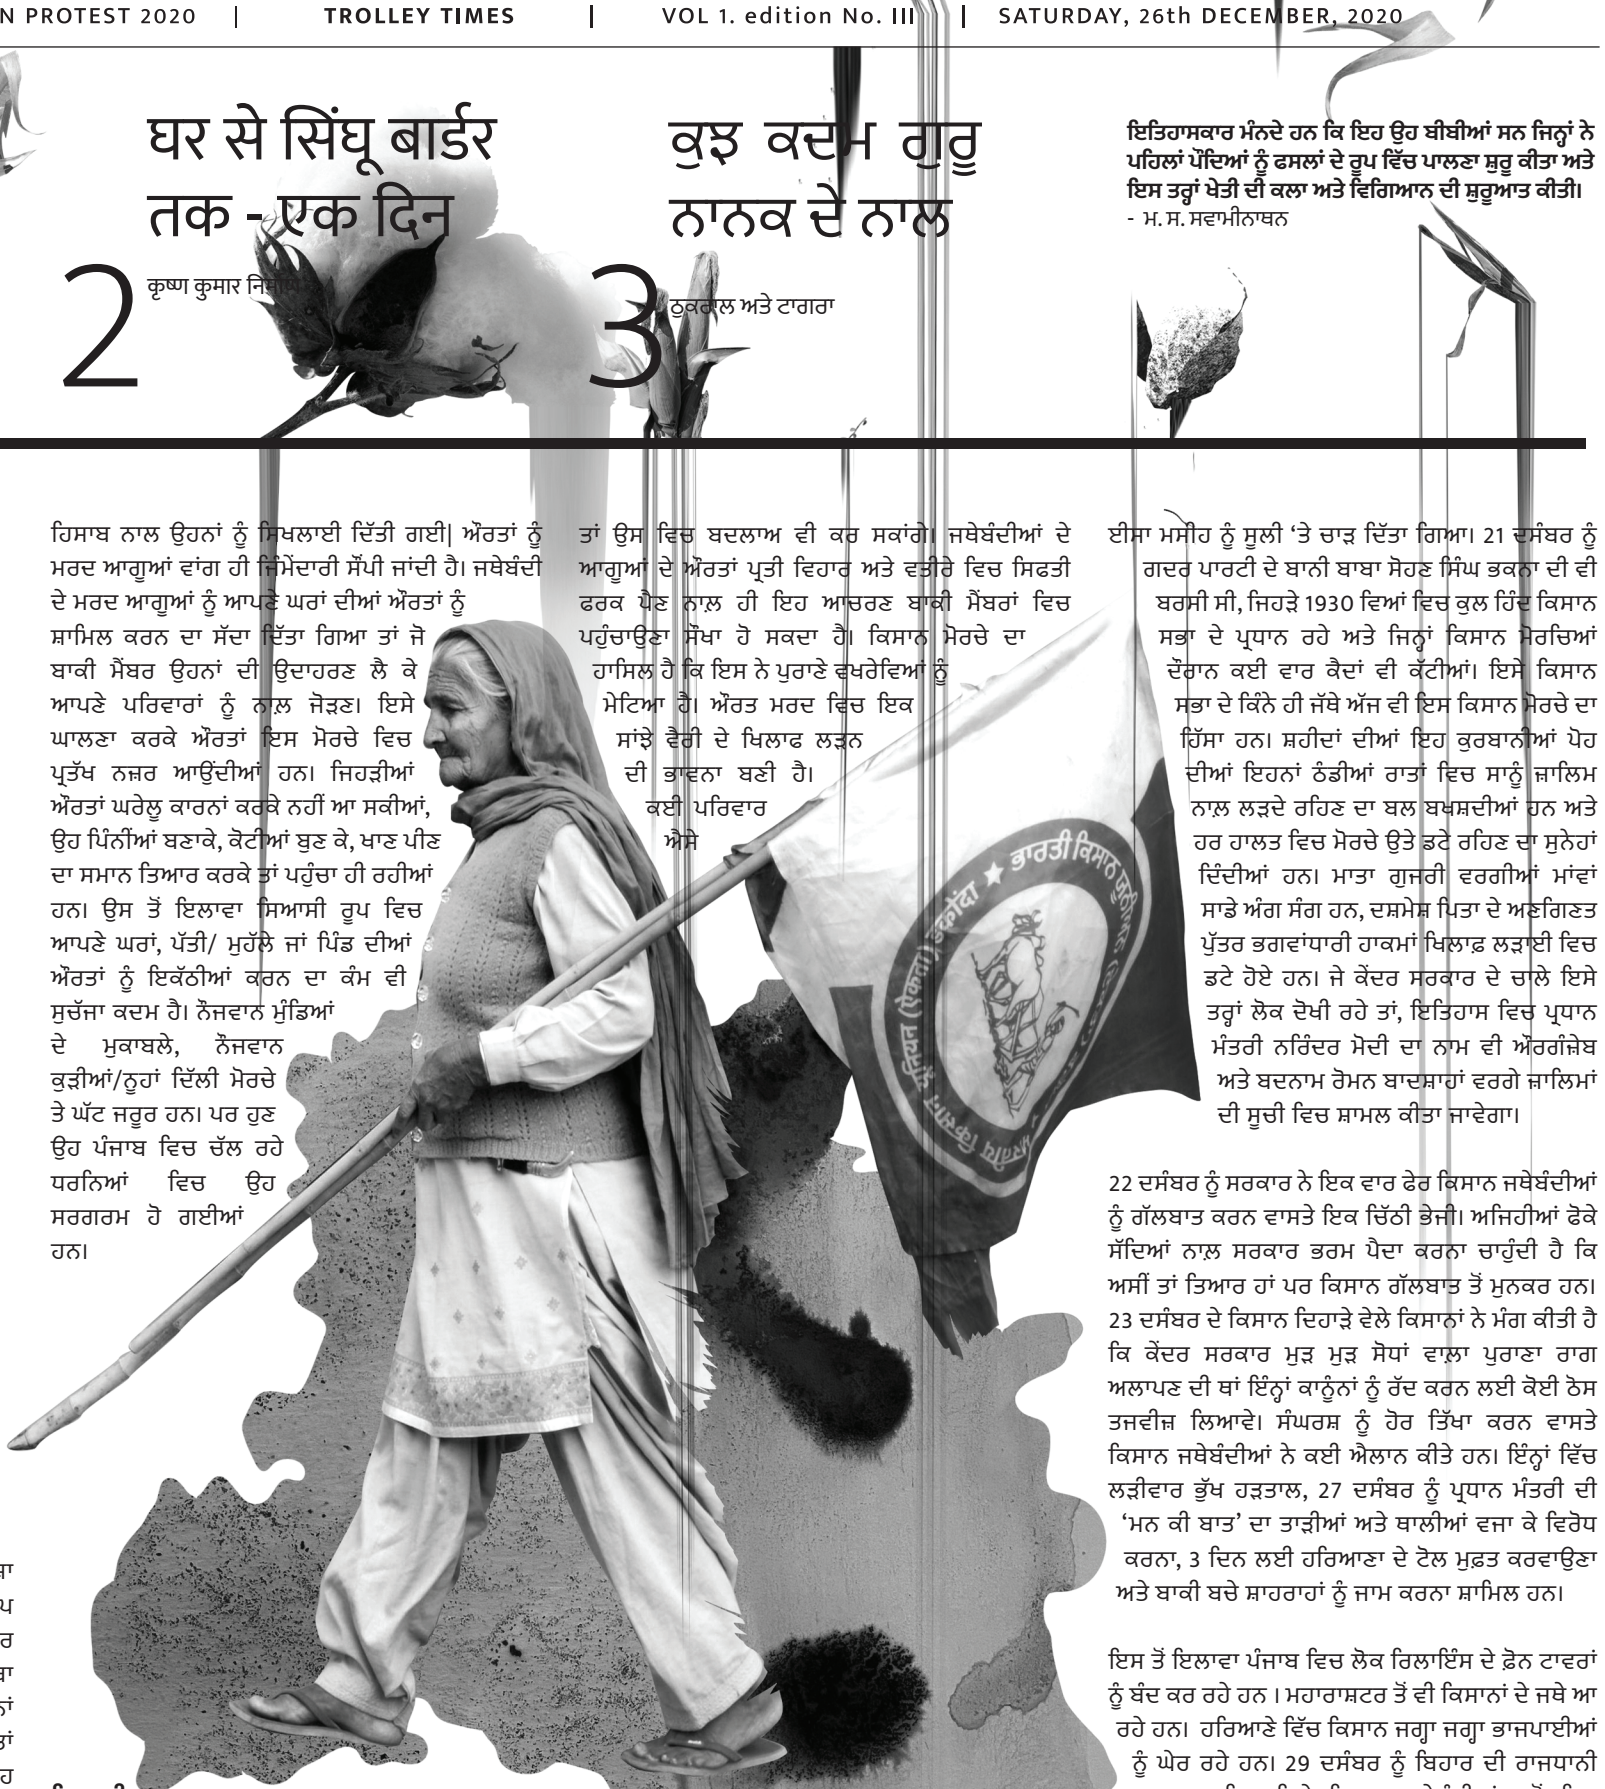 N PROTEST 2020 | TROLLEY TIMES | VOL 1. edition No. III | SATURDAY, 26th DECEMBER, 2020
घर से सिंघू बार्डर
तक - एक दिन
2
कृष्ण कुमार
ਕੁਝ ਕਦਮ ਗੁਰੂ
ਨਾਨਕ ਦੇ ਨਾਲ
3
ਠੁਕਰਾਲ ਅਤੇ ਟਾਗਰਾ
ਇਤਿਹਾਸਕਾਰ ਮੰਨਦੇ ਹਨ ਕਿ ਇਹ ਉਹ ਬੀਬੀਆਂ ਸਨ ਜਿਨ੍ਹਾਂ ਨੇ
ਪਹਿਲਾਂ ਪੌਦਿਆਂ ਨੂੰ ਫਸਲਾਂ ਦੇ ਰੂਪ ਵਿੱਚ ਪਾਲਣਾ ਸ਼ੁਰੂ ਕੀਤਾ ਅਤੇ
ਇਸ ਤਰ੍ਹਾਂ ਖੇਤੀ ਦੀ ਕਲਾ ਅਤੇ ਵਿਗਿਆਨ ਦੀ ਸ਼ੁਰੂਆਤ ਕੀਤੀ।
- ਮ. ਸ. ਸਵਾਮੀਨਾਥਨ
ਹਿਸਾਬ ਨਾਲ ਉਹਨਾਂ ਨੂੰ ਸਿਖਲਾਈ ਦਿੱਤੀ ਗਈ| ਔਰਤਾਂ ਨੂੰ
ਮਰਦ ਆਗੂਆਂ ਵਾਂਗ ਹੀ ਜਿੰਮੇਂਦਾਰੀ ਸੌਂਪੀ ਜਾਂਦੀ ਹੈ। ਜਥੇਬੰਦੀ
ਦੇ ਮਰਦ ਆਗੂਆਂ ਨੂੰ ਆਪਣੇ ਘਰਾਂ ਦੀਆਂ ਔਰਤਾਂ ਨੂੰ
ਸ਼ਾਮਿਲ ਕਰਨ ਦਾ ਸੱਦਾ ਦਿੱਤਾ ਗਿਆ ਤਾਂ ਜੋ
ਬਾਕੀ ਮੈਂਬਰ ਉਹਨਾਂ ਦੀ ਉਦਾਹਰਣ ਲੈ ਕੇ
ਆਪਣੇ ਪਰਿਵਾਰਾਂ ਨੂੰ ਨਾਲ਼ ਜੋੜਣ। ਇਸੇ
ਘਾਲਣਾ ਕਰਕੇ ਔਰਤਾਂ ਇਸ ਮੋਰਚੇ ਵਿਚ
ਪ੍ਰਤੱਖ ਨਜ਼ਰ ਆਉਂਦੀਆਂ ਹਨ। ਜਿਹੜੀਆਂ
ਔਰਤਾਂ ਘਰੇਲੂ ਕਾਰਨਾਂ ਕਰਕੇ ਨਹੀਂ ਆ ਸਕੀਆਂ,
ਉਹ ਪਿੰਨੀਂਆਂ ਬਣਾਕੇ, ਕੋਟੀਆਂ ਬੁਣ ਕੇ, ਖਾਣ ਪੀਣ
ਦਾ ਸਮਾਨ ਤਿਆਰ ਕਰਕੇ ਤਾਂ ਪਹੁੰਚਾ ਹੀ ਰਹੀਆਂ
ਹਨ। ਉਸ ਤੋਂ ਇਲਾਵਾ ਸਿਆਸੀ ਰੂਪ ਵਿਚ
ਆਪਣੇ ਘਰਾਂ, ਪੱਤੀ/ ਮੁਹੱਲੇ ਜਾਂ ਪਿੰਡ ਦੀਆਂ
ਔਰਤਾਂ ਨੂੰ ਇਕੱਠੀਆਂ ਕਰਨ ਦਾ ਕੰਮ ਵੀ
ਸੁਚੱਜਾ ਕਦਮ ਹੈ। ਨੌਜਵਾਨ ਮੁੰਡਿਆਂ
ਦੇ ਮੁਕਾਬਲੇ, ਨੌਜਵਾਨ
ਕੁੜੀਆਂ/ਨੂਹਾਂ ਦਿੱਲੀ ਮੋਰਚੇ
ਤੇ ਘੱਟ ਜਰੂਰ ਹਨ। ਪਰ ਹੁਣ
ਉਹ ਪੰਜਾਬ ਵਿਚ ਚੱਲ ਰਹੇ
ਧਰਨਿਆਂ ਵਿਚ ਉਹ
ਸਰਗਰਮ ਹੋ ਗਈਆਂ
ਹਨ।
ਤਾਂ ਉਸ ਵਿਚ ਬਦਲਾਅ ਵੀ ਕਰ ਸਕਾਂਗੇ। ਜਥੇਬੰਦੀਆਂ ਦੇ
ਆਗੂਆਂ ਦੇ ਔਰਤਾਂ ਪ੍ਰਤੀ ਵਿਹਾਰ ਅਤੇ ਵਤੀਰੇ ਵਿਚ ਸਿਫਤੀ
ਫਰਕ ਪੈਣ ਨਾਲ਼ ਹੀ ਇਹ ਆਚਰਣ ਬਾਕੀ ਮੈਂਬਰਾਂ ਵਿਚ
ਪਹੁੰਚਾਉਣਾ ਸੌਖਾ ਹੋ ਸਕਦਾ ਹੈ। ਕਿਸਾਨ ਮੋਰਚੇ ਦਾ
ਹਾਸਿਲ ਹੈ ਕਿ ਇਸ ਨੇ ਪੁਰਾਣੇ ਵਖਰੇਵਿਆਂ ਨੂੰ
ਮੇਟਿਆ ਹੈ। ਔਰਤ ਮਰਦ ਵਿਚ ਇਕ
ਸਾਂਝੇ ਵੈਰੀ ਦੇ ਖਿਲਾਫ ਲੜਨ
ਦੀ ਭਾਵਨਾ ਬਣੀ ਹੈ।
ਕਈ ਪਰਿਵਾਰ
ਐਸੇ
ਭਾਰਤੀ ਕਿਸਾਨ ਯੂਨੀਅਨ (ਏਕਤਾ) ਡਕੌਂਦਾ
भारतीय किसान यूनियन (ऐकता) डकोंदा
ਈਸਾ ਮਸੀਹ ਨੂੰ ਸੂਲੀ ‘ਤੇ ਚਾੜ ਦਿੱਤਾ ਗਿਆ। 21 ਦਸੰਬਰ ਨੂੰ
ਗਦਰ ਪਾਰਟੀ ਦੇ ਬਾਨੀ ਬਾਬਾ ਸੋਹਣ ਸਿੰਘ ਭਕਨਾ ਦੀ ਵੀ
ਬਰਸੀ ਸੀ, ਜਿਹੜੇ 1930 ਵਿਆਂ ਵਿਚ ਕੁਲ ਹਿੰਦ ਕਿਸਾਨ
ਸਭਾ ਦੇ ਪ੍ਰਧਾਨ ਰਹੇ ਅਤੇ ਜਿਨ੍ਹਾਂ ਕਿਸਾਨ ਮੋਰਚਿਆਂ
ਦੌਰਾਨ ਕਈ ਵਾਰ ਕੈਦਾਂ ਵੀ ਕੱਟੀਆਂ। ਇਸੇ ਕਿਸਾਨ
ਸਭਾ ਦੇ ਕਿੰਨੇ ਹੀ ਜੱਥੇ ਅੱਜ ਵੀ ਇਸ ਕਿਸਾਨ ਮੋਰਚੇ ਦਾ
ਹਿੱਸਾ ਹਨ। ਸ਼ਹੀਦਾਂ ਦੀਆਂ ਇਹ ਕੁਰਬਾਨੀਆਂ ਪੋਹ
ਦੀਆਂ ਇਹਨਾਂ ਠੰਡੀਆਂ ਰਾਤਾਂ ਵਿਚ ਸਾਨੂੰ ਜ਼ਾਲਿਮ
ਨਾਲ਼ ਲੜਦੇ ਰਹਿਣ ਦਾ ਬਲ ਬਖਸ਼ਦੀਆਂ ਹਨ ਅਤੇ
ਹਰ ਹਾਲਤ ਵਿਚ ਮੋਰਚੇ ਉਤੇ ਡਟੇ ਰਹਿਣ ਦਾ ਸੁਨੇਹਾਂ
ਦਿੰਦੀਆਂ ਹਨ। ਮਾਤਾ ਗੁਜਰੀ ਵਰਗੀਆਂ ਮਾਂਵਾਂ
ਸਾਡੇ ਅੰਗ ਸੰਗ ਹਨ, ਦਸ਼ਮੇਸ਼ ਪਿਤਾ ਦੇ ਅਣਗਿਣਤ
ਪੁੱਤਰ ਭਗਵਾਂਧਾਰੀ ਹਾਕਮਾਂ ਖਿਲਾਫ਼ ਲੜਾਈ ਵਿਚ
ਡਟੇ ਹੋਏ ਹਨ। ਜੇ ਕੇਂਦਰ ਸਰਕਾਰ ਦੇ ਚਾਲੇ ਇਸੇ
ਤਰ੍ਹਾਂ ਲੋਕ ਦੋਖੀ ਰਹੇ ਤਾਂ, ਇਤਿਹਾਸ ਵਿਚ ਪ੍ਰਧਾਨ
ਮੰਤਰੀ ਨਰਿੰਦਰ ਮੋਦੀ ਦਾ ਨਾਮ ਵੀ ਔਰਗੰਜ਼ੇਬ
ਅਤੇ ਬਦਨਾਮ ਰੋਮਨ ਬਾਦਸ਼ਾਹਾਂ ਵਰਗੇ ਜ਼ਾਲਿਮਾਂ
ਦੀ ਸੂਚੀ ਵਿਚ ਸ਼ਾਮਲ ਕੀਤਾ ਜਾਵੇਗਾ।
22 ਦਸੰਬਰ ਨੂੰ ਸਰਕਾਰ ਨੇ ਇਕ ਵਾਰ ਫੇਰ ਕਿਸਾਨ ਜਥੇਬੰਦੀਆਂ
ਨੂੰ ਗੱਲਬਾਤ ਕਰਨ ਵਾਸਤੇ ਇਕ ਚਿੱਠੀ ਭੇਜੀ। ਅਜਿਹੀਆਂ ਫੋਕੇ
ਸੱਦਿਆਂ ਨਾਲ਼ ਸਰਕਾਰ ਭਰਮ ਪੈਦਾ ਕਰਨਾ ਚਾਹੁੰਦੀ ਹੈ ਕਿ
ਅਸੀਂ ਤਾਂ ਤਿਆਰ ਹਾਂ ਪਰ ਕਿਸਾਨ ਗੱਲਬਾਤ ਤੋਂ ਮੁਨਕਰ ਹਨ।
23 ਦਸੰਬਰ ਦੇ ਕਿਸਾਨ ਦਿਹਾੜੇ ਵੇਲੇ ਕਿਸਾਨਾਂ ਨੇ ਮੰਗ ਕੀਤੀ ਹੈ
ਕਿ ਕੇਂਦਰ ਸਰਕਾਰ ਮੁੜ ਮੁੜ ਸੋਧਾਂ ਵਾਲ਼ਾ ਪੁਰਾਣਾ ਰਾਗ
ਅਲਾਪਣ ਦੀ ਥਾਂ ਇੰਨ੍ਹਾਂ ਕਾਨੂੰਨਾਂ ਨੂੰ ਰੱਦ ਕਰਨ ਲਈ ਕੋਈ ਠੋਸ
ਤਜਵੀਜ਼ ਲਿਆਵੇ। ਸੰਘਰਸ਼ ਨੂੰ ਹੋਰ ਤਿੱਖਾ ਕਰਨ ਵਾਸਤੇ
ਕਿਸਾਨ ਜਥੇਬੰਦੀਆਂ ਨੇ ਕਈ ਐਲਾਨ ਕੀਤੇ ਹਨ। ਇੰਨ੍ਹਾਂ ਵਿੱਚ
ਲੜੀਵਾਰ ਭੁੱਖ ਹੜਤਾਲ, 27 ਦਸੰਬਰ ਨੂੰ ਪ੍ਰਧਾਨ ਮੰਤਰੀ ਦੀ
‘ਮਨ ਕੀ ਬਾਤ’ ਦਾ ਤਾੜੀਆਂ ਅਤੇ ਥਾਲੀਆਂ ਵਜਾ ਕੇ ਵਿਰੋਧ
ਕਰਨਾ, 3 ਦਿਨ ਲਈ ਹਰਿਆਣਾ ਦੇ ਟੋਲ ਮੁਫ਼ਤ ਕਰਵਾਉਣਾ
ਅਤੇ ਬਾਕੀ ਬਚੇ ਸ਼ਾਹਰਾਹਾਂ ਨੂੰ ਜਾਮ ਕਰਨਾ ਸ਼ਾਮਿਲ ਹਨ।
ਇਸ ਤੋਂ ਇਲਾਵਾ ਪੰਜਾਬ ਵਿਚ ਲੋਕ ਰਿਲਾਇੰਸ ਦੇ ਫ਼ੋਨ ਟਾਵਰਾਂ
ਨੂੰ ਬੰਦ ਕਰ ਰਹੇ ਹਨ । ਮਹਾਰਾਸ਼ਟਰ ਤੋਂ ਵੀ ਕਿਸਾਨਾਂ ਦੇ ਜਥੇ ਆ
ਰਹੇ ਹਨ। ਹਰਿਆਣੇ ਵਿੱਚ ਕਿਸਾਨ ਜਗ੍ਹਾ ਜਗ੍ਹਾ ਭਾਜਪਾਈਆਂ
ਨੂੰ ਘੇਰ ਰਹੇ ਹਨ। 29 ਦਸੰਬਰ ਨੂੰ ਬਿਹਾਰ ਦੀ ਰਾਜਧਾਨੀ